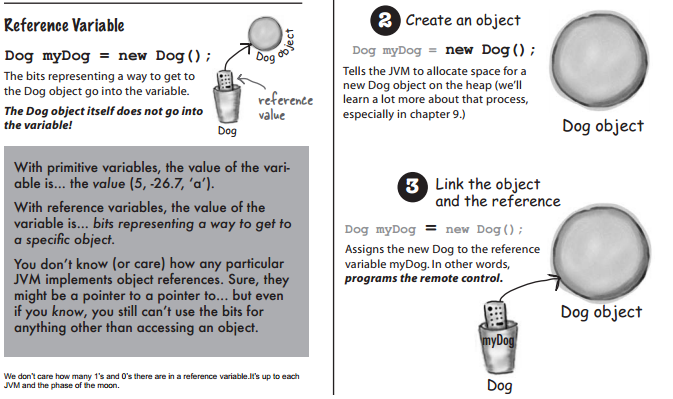 Reference Variable
Dog myDog = new Dog();
The bits representing a way to get to
the Dog object go into the variable.
The Dog object itself does not go into
the variable!
Dog object
reference
value
Dog
With primitive variables, the value of the vari-
able is... the value (5, -26.7, ‘a’).
With reference variables, the value of the
variable is... bits representing a way to get to
a specific object.
You don’t know (or care) how any particular
JVM implements object references. Sure, they
might be a pointer to a pointer to... but even
if you know, you still can’t use the bits for
anything other than accessing an object.
We don't care how many 1's and 0's there are in a reference variable.It's up to each
JVM and the phase of the moon.
2 Create an object
Dog myDog = new Dog();
Tells the JVM to allocate space for a
new Dog object on the heap (we’ll
learn a lot more about that process,
especially in chapter 9.)
Dog object
3 Link the object
and the reference
Dog myDog = new Dog();
Assigns the new Dog to the reference
variable myDog. In other words,
programs the remote control.
Dog object
myDog
Dog